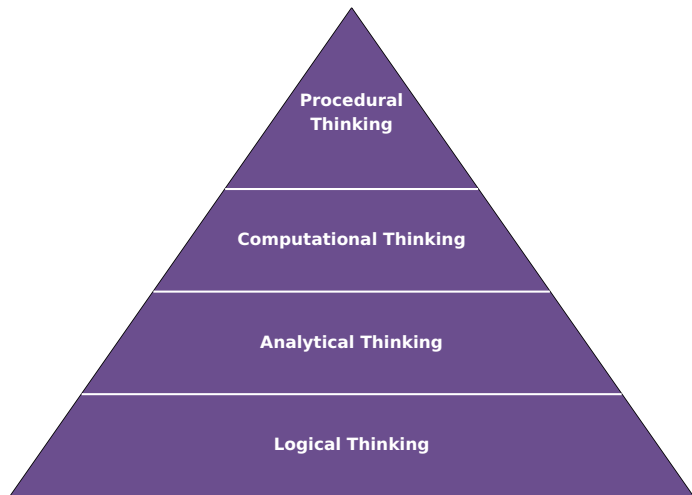 Procedural
Thinking
Computational Thinking
Analytical Thinking
Logical Thinking